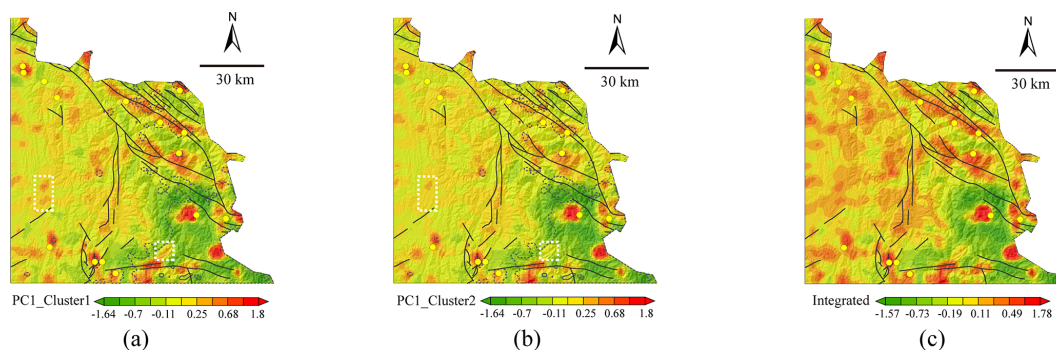 N
30 km
PC1_Cluster1
-1.64 -0.7 -0.11 0.25 0.68 1.8
(a)
N
30 km
PC1_Cluster2
-1.64 -0.7 -0.11 0.25 0.68 1.8
(b)
N
30 km
Integrated
-1.57 -0.73 -0.19 0.11 0.49 1.78
(c)